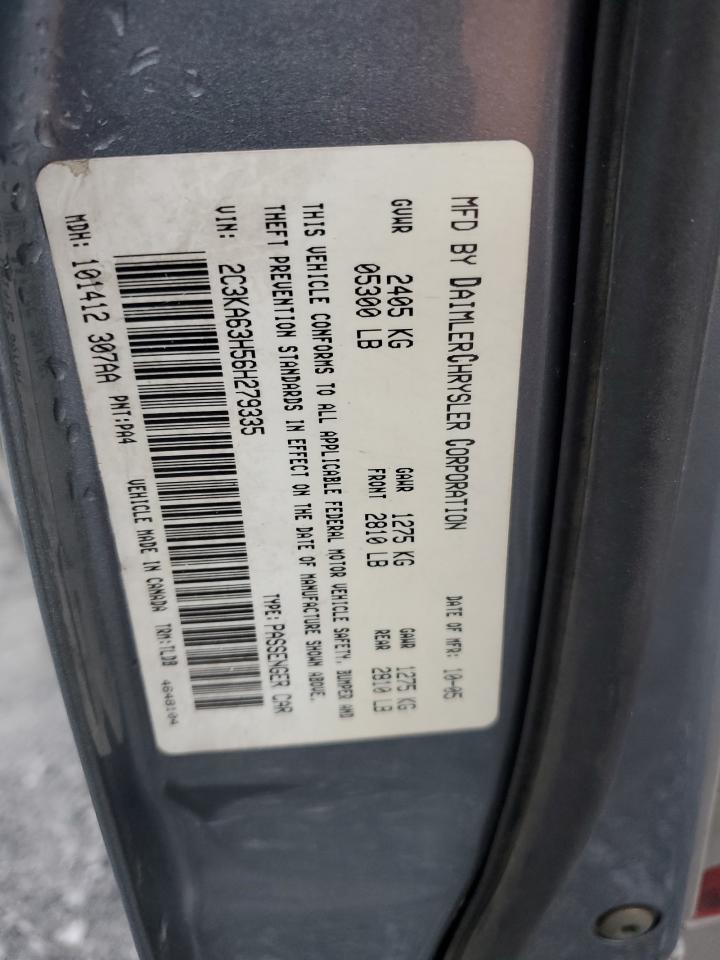 MFD BY DAIMLERCHRYSLER CORPORATION
DATE OF MFR: 10-05
GVWR 2405 KG
05300 LB
GAWR 1275 KG
FRONT 2810 LB
GAWR 1275 KG
REAR 2810 LB
THIS VEHICLE CONFORMS TO ALL APPLICABLE FEDERAL MOTOR VEHICLE SAFETY, BUMPER AND
THEFT PREVENTION STANDARDS IN EFFECT ON THE DATE OF MANUFACTURE SHOWN ABOVE.
VIN: 2C3KA63H56H279335
TYPE: PASSENGER CAR
MDH: 101412 307AA PNT:PA4
VEHICLE MADE IN CANADA TRM:TLDB
4648104